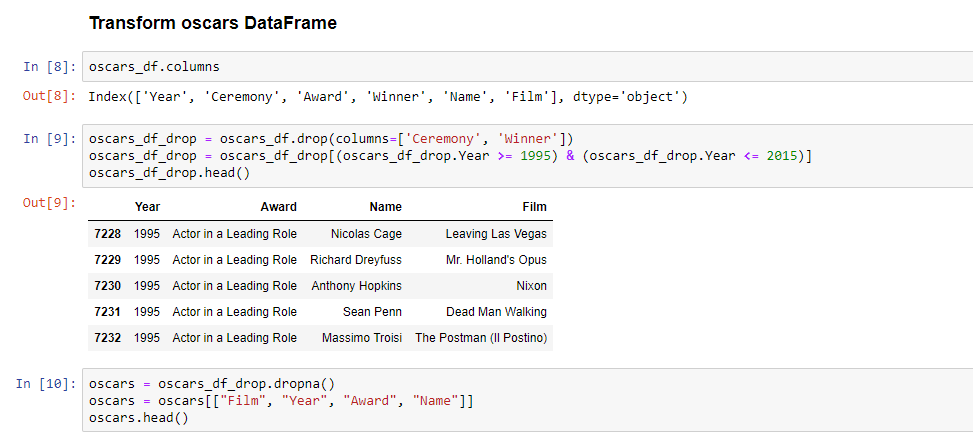 Transform oscars DataFrame
In [8]: oscars_df.columns
Out[8]: Index(['Year', 'Ceremony', 'Award', 'Winner', 'Name', 'Film'], dtype='object')
In [9]: oscars_df_drop = oscars_df.drop(columns=['Ceremony', 'Winner'])
oscars_df_drop = oscars_df_drop[(oscars_df_drop.Year >= 1995) & (oscars_df_drop.Year <= 2015)]
oscars_df_drop.head()
Out[9]:
Year Award Name Film
7228 1995 Actor in a Leading Role Nicolas Cage Leaving Las Vegas
7229 1995 Actor in a Leading Role Richard Dreyfuss Mr. Holland's Opus
7230 1995 Actor in a Leading Role Anthony Hopkins Nixon
7231 1995 Actor in a Leading Role Sean Penn Dead Man Walking
7232 1995 Actor in a Leading Role Massimo Troisi The Postman (Il Postino)
In [10]: oscars = oscars_df_drop.dropna()
oscars = oscars[["Film", "Year", "Award", "Name"]]
oscars.head()